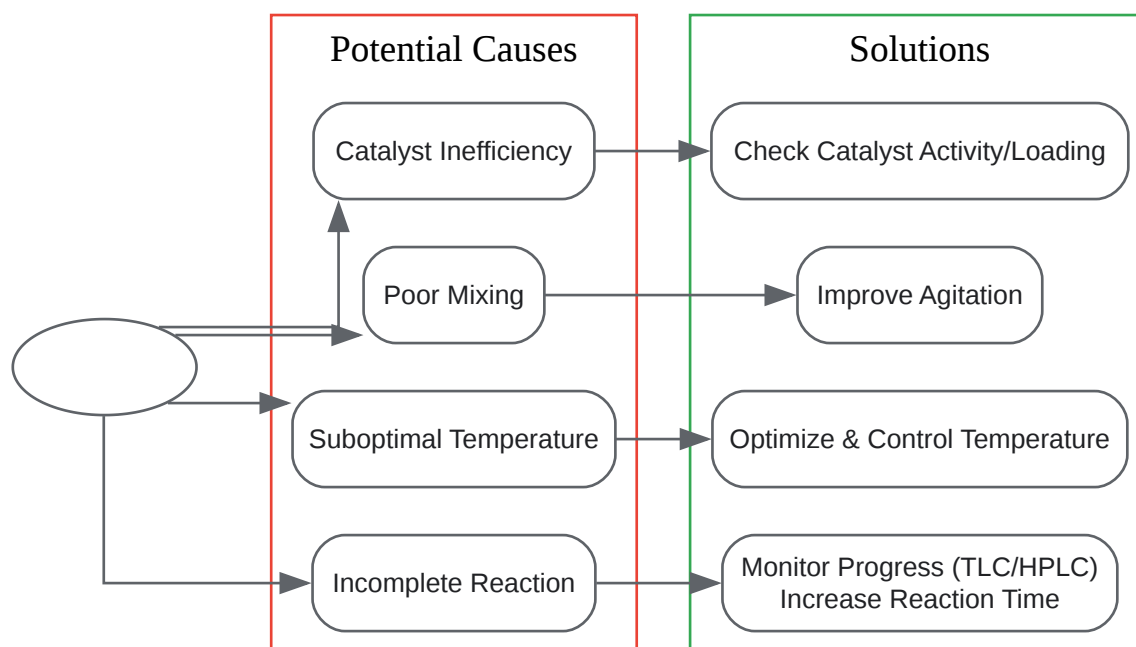 Potential Causes
Solutions
Catalyst Inefficiency
Check Catalyst Activity/Loading
Poor Mixing
Improve Agitation
Suboptimal Temperature
Optimize & Control Temperature
Incomplete Reaction
Monitor Progress (TLC/HPLC)
Increase Reaction Time